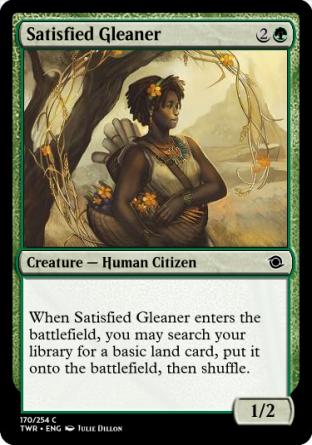 Satisfied Gleaner 2
Creature — Human Citizen
When Satisfied Gleaner enters the
battlefield, you may search your
library for a basic land card, put it
onto the battlefield, then shuffle.
1/2
170/254 C
TWR • ENG Julie Dillon